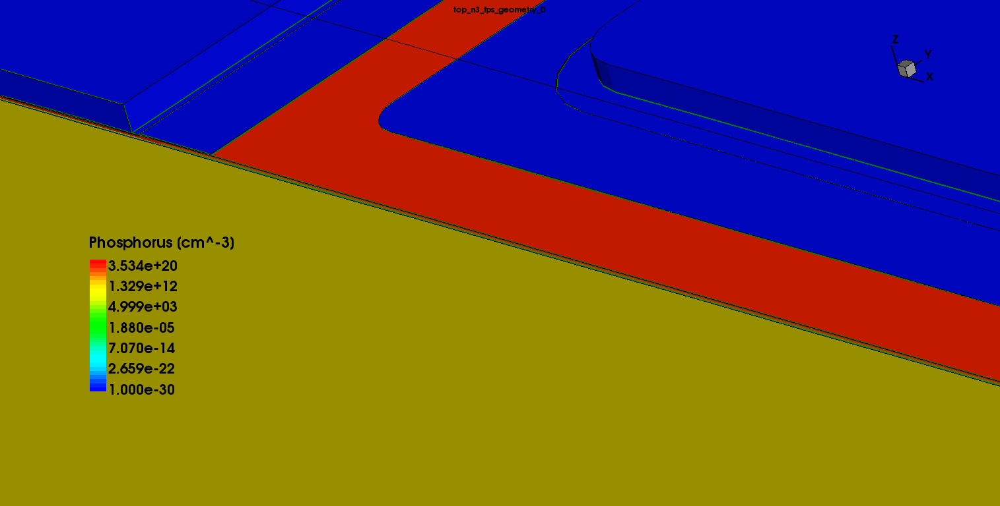 top_n3_fps_geometry_0
Z
Y
X
Phosphorus (cm^-3)
3.534e+20
1.329e+12
4.999e+03
1.880e-05
7.070e-14
2.659e-22
1.000e-30